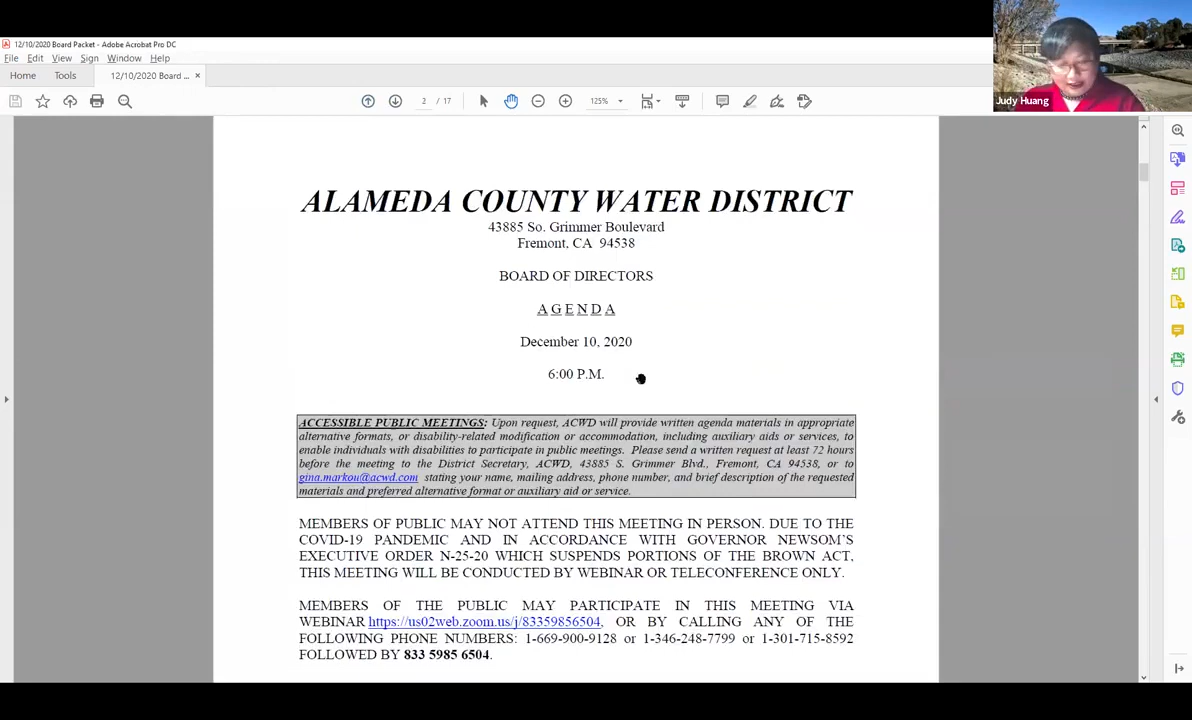 12/10/2020 Board Packet - Adobe Acrobat Pro DC
File Edit View Sign Window Help
Home Tools 12/10/2020 Board ... ×
2 / 17 125%
Judy Huang
ALAMEDA COUNTY WATER DISTRICT
43885 So. Grimmer Boulevard
Fremont, CA 94538
BOARD OF DIRECTORS
A G E N D A
December 10, 2020
6:00 P.M.
ACCESSIBLE PUBLIC MEETINGS: Upon request, ACWD will provide written agenda materials in appropriate
alternative formats, or disability-related modification or accommodation, including auxiliary aids or services, to
enable individuals with disabilities to participate in public meetings. Please send a written request at least 72 hours
before the meeting to the District Secretary, ACWD, 43885 S. Grimmer Blvd., Fremont, CA 94538, or to
gina.markou@acwd.com stating your name, mailing address, phone number, and brief description of the requested
materials and preferred alternative format or auxiliary aid or service.
MEMBERS OF PUBLIC MAY NOT ATTEND THIS MEETING IN PERSON. DUE TO THE
COVID-19 PANDEMIC AND IN ACCORDANCE WITH GOVERNOR NEWSOM'S
EXECUTIVE ORDER N-25-20 WHICH SUSPENDS PORTIONS OF THE BROWN ACT,
THIS MEETING WILL BE CONDUCTED BY WEBINAR OR TELECONFERENCE ONLY.
MEMBERS OF THE PUBLIC MAY PARTICIPATE IN THIS MEETING VIA
WEBINAR https://us02web.zoom.us/j/83359856504, OR BY CALLING ANY OF THE
FOLLOWING PHONE NUMBERS: 1-669-900-9128 or 1-346-248-7799 or 1-301-715-8592
FOLLOWED BY 833 5985 6504.